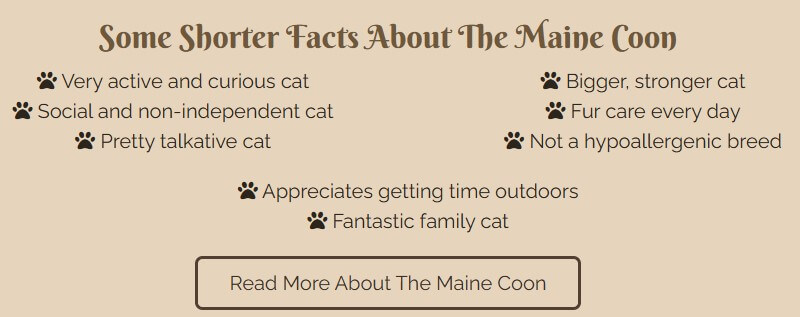 Some Shorter Facts About The Maine Coon
Very active and curious cat
Social and non-independent cat
Pretty talkative cat
Bigger, stronger cat
Fur care every day
Not a hypoallergenic breed
Appreciates getting time outdoors
Fantastic family cat
Read More About The Maine Coon